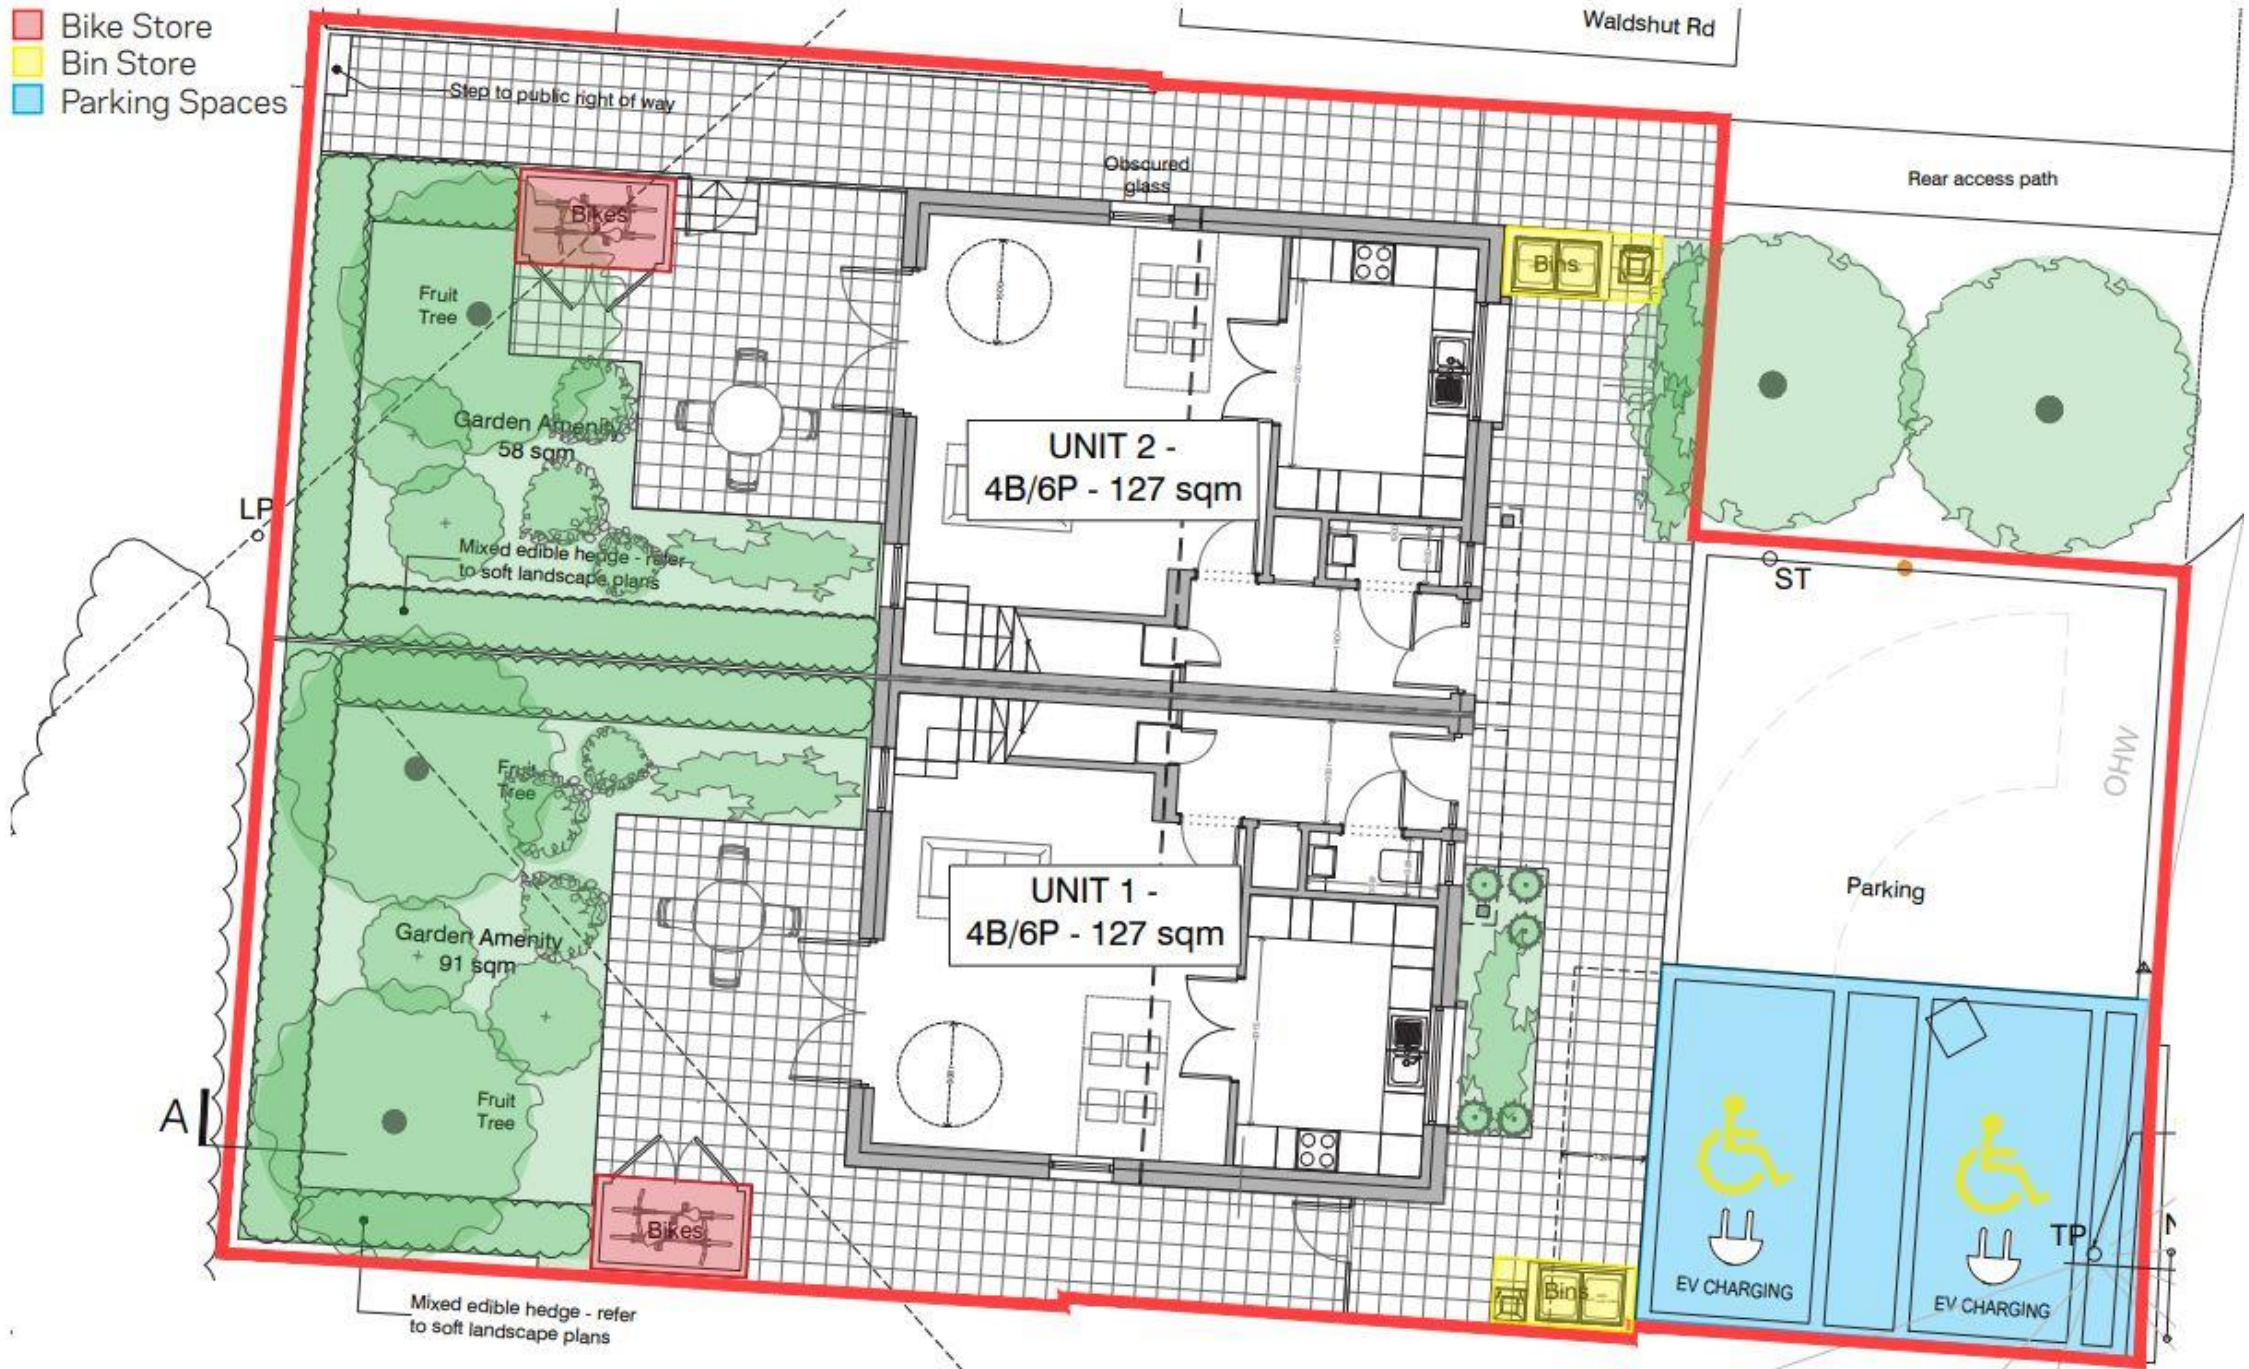 Bike Store
Bin Store
Parking Spaces
Waldshut Rd
Step to public right of way
Obscured
glass
Rear access path
Bikes
Bins
Fruit
Tree
Garden Amenity
58 sqm
UNIT 2 -
4B/6P - 127 sqm
LP
Mixed edible hedge - refer
to soft landscape plans
ST
OHW
Fruit
Tree
Parking
UNIT 1 -
4B/6P - 127 sqm
Garden Amenity
91 sqm
A
Fruit
Tree
Bikes
TP
Bins
EV CHARGING
EV CHARGING
Mixed edible hedge - refer
to soft landscape plans